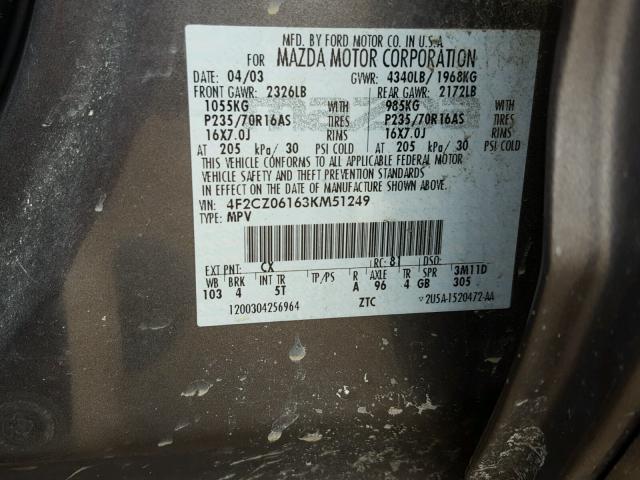 MFD. BY FORD MOTOR CO. IN U.S.A
FOR MAZDA MOTOR CORPORATION
DATE: 04/03 GVWR: 4340LB/1968KG
FRONT GAWR: 2326LB REAR GAWR: 2172LB
1055KG WITH 985KG WITH
P235/70R16AS TIRES P235/70R16AS TIRES
16X7.0J RIMS 16X7.0J RIMS
AT 205 kPa/30 PSI COLD AT 205 kPa/30 PSI COLD
THIS VEHICLE CONFORMS TO ALL APPLICABLE FEDERAL MOTOR
VEHICLE SAFETY AND THEFT PREVENTION STANDARDS
IN EFFECT ON THE DATE OF MANUFACTURE SHOWN ABOVE.
VIN: 4F2CZ06163KM51249
TYPE: MPV
EXT PNT: CX RC: 81 DSO:
WB BRK INT TR TP/PS R AXLE TR SPR 3M11D
103 4 5T A 96 4 GB 305
1200304256964 ZTC ▽2U5A-1520472-AA